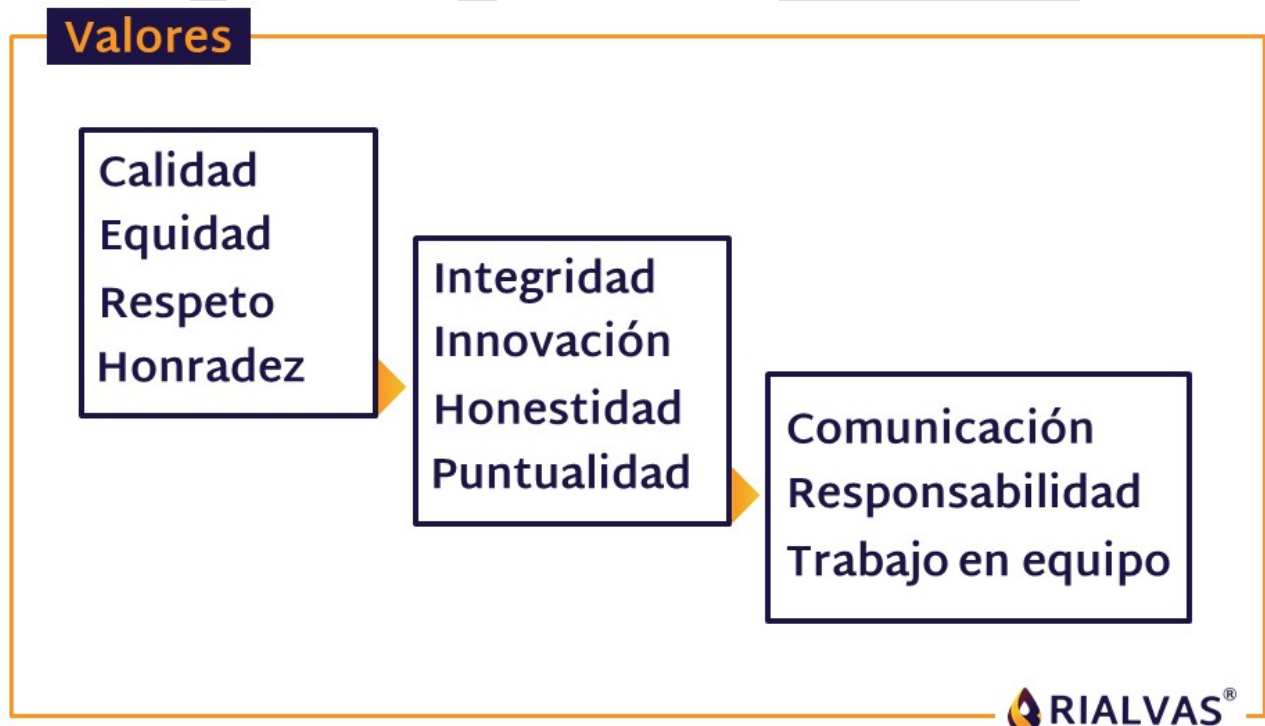 Valores
Calidad
Equidad
Respeto
Honradez
Integridad
Innovación
Honestidad
Puntualidad
Comunicación
Responsabilidad
Trabajo en equipo
RIALVAS®